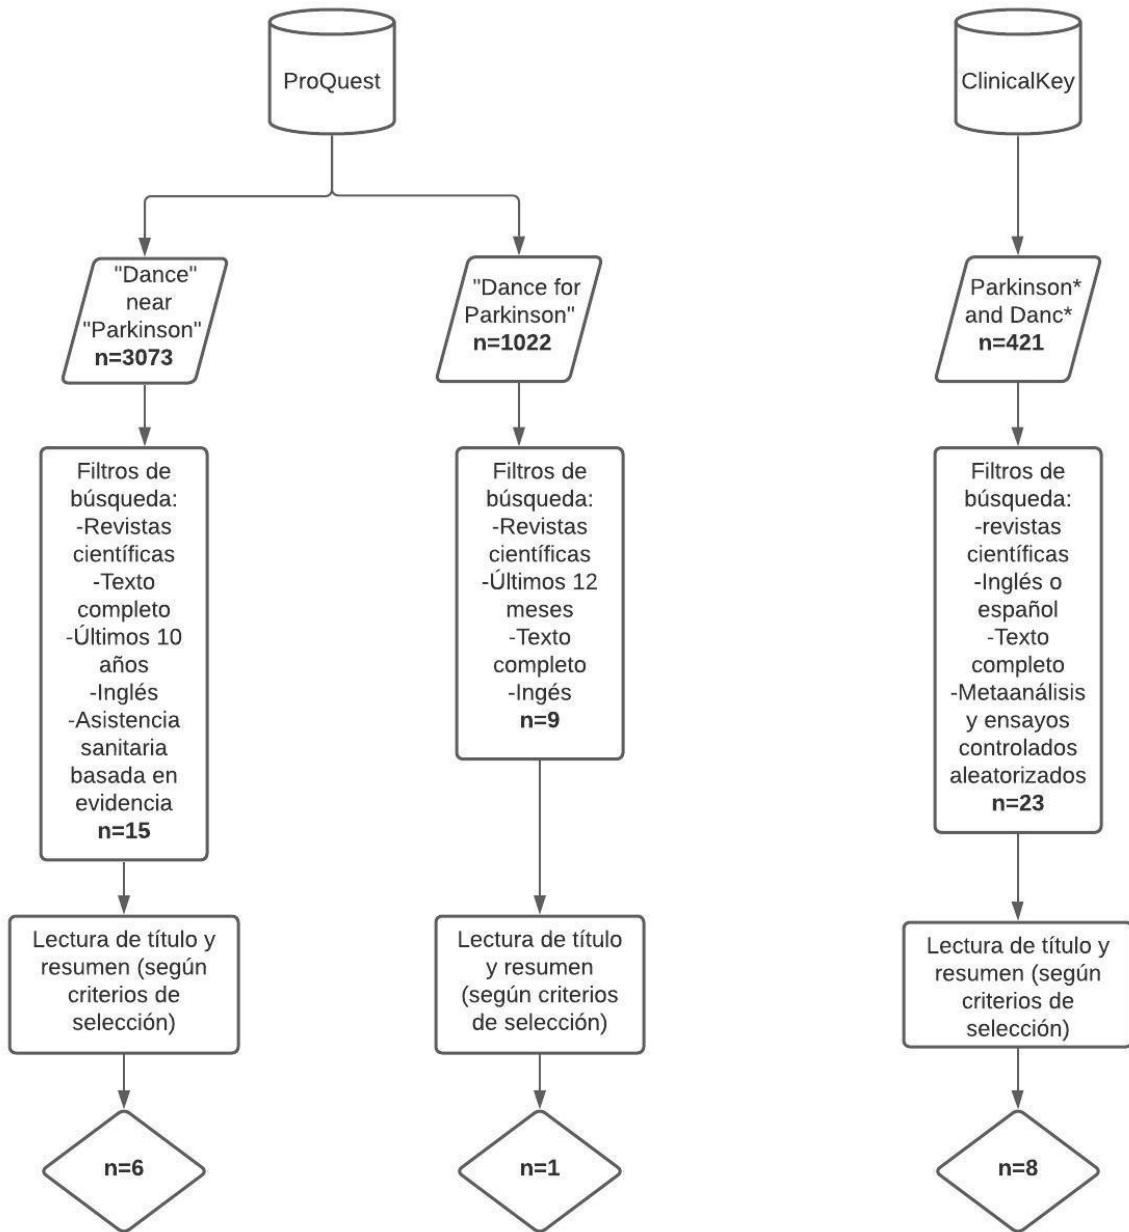 ProQuest
"Dance"
near
"Parkinson"
n=3073
Filtros de
búsqueda:
-Revistas
científicas
-Texto
completo
-Últimos 10
años
-Inglés
-Asistencia
sanitaria
basada en
evidencia
n=15
Lectura de título y
resumen (según
criterios de
selección)
n=6
"Dance for
Parkinson"
n=1022
Filtros de
búsqueda:
-Revistas
científicas
-Últimos 12
meses
-Texto
completo
-Ingés
n=9
Lectura de título
y resumen
(según criterios
de selección)
n=1
ClinicalKey
Parkinson*
and Danc*
n=421
Filtros de
búsqueda:
-revistas
científicas
-Inglés o
español
-Texto
completo
-Metaanálisis
y ensayos
controlados
aleatorizados
n=23
Lectura de título y
resumen (según
criterios de
selección)
n=8